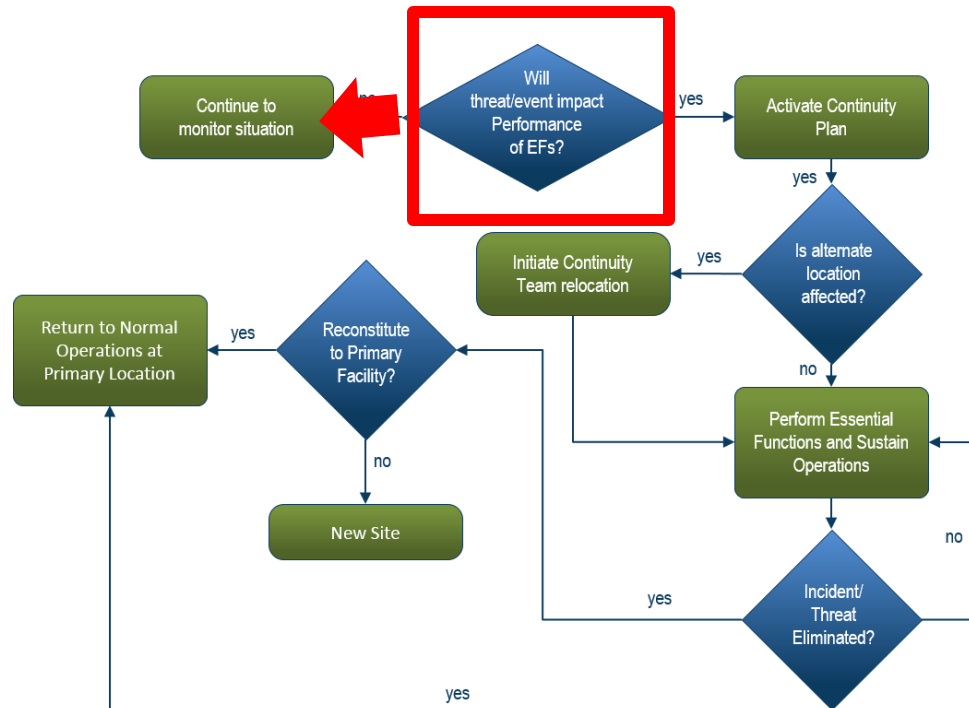 Will
threat/event impact
Performance
of EFs?
Continue to
monitor situation
yes
Activate Continuity
Plan
yes
Is alternate
location
affected?
yes
Initiate Continuity
Team relocation
no
Reconstitute
to Primary
Facility?
yes
Return to Normal
Operations at
Primary Location
no
New Site
Perform Essential
Functions and Sustain
Operations
no
Incident/
Threat
Eliminated?
yes
yes